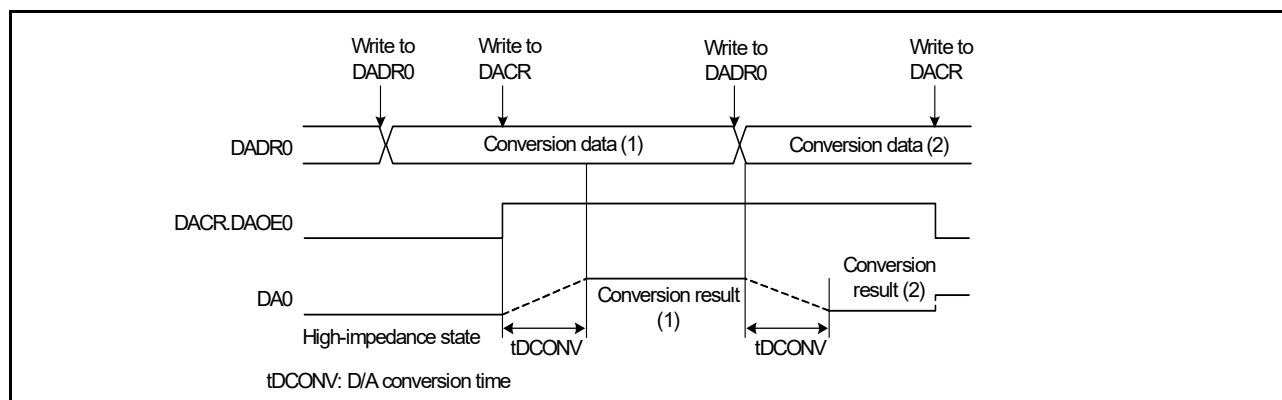 Write to
DADR0
Write to
DACR
Write to
DADR0
Write to
DACR
DADR0
Conversion data (1)
Conversion data (2)
DACR.DAOE0
DA0
Conversion result
(1)
Conversion
result (2)
High-impedance state
tDCONV
tDCONV
tDCONV: D/A conversion time